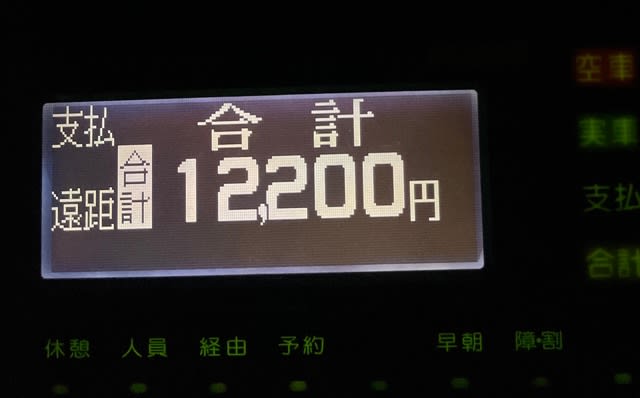 支払 合計
合計 12,200円
遠距
空車
実車
支払
合計
休憩 人員 経由 予約 早朝 障・割